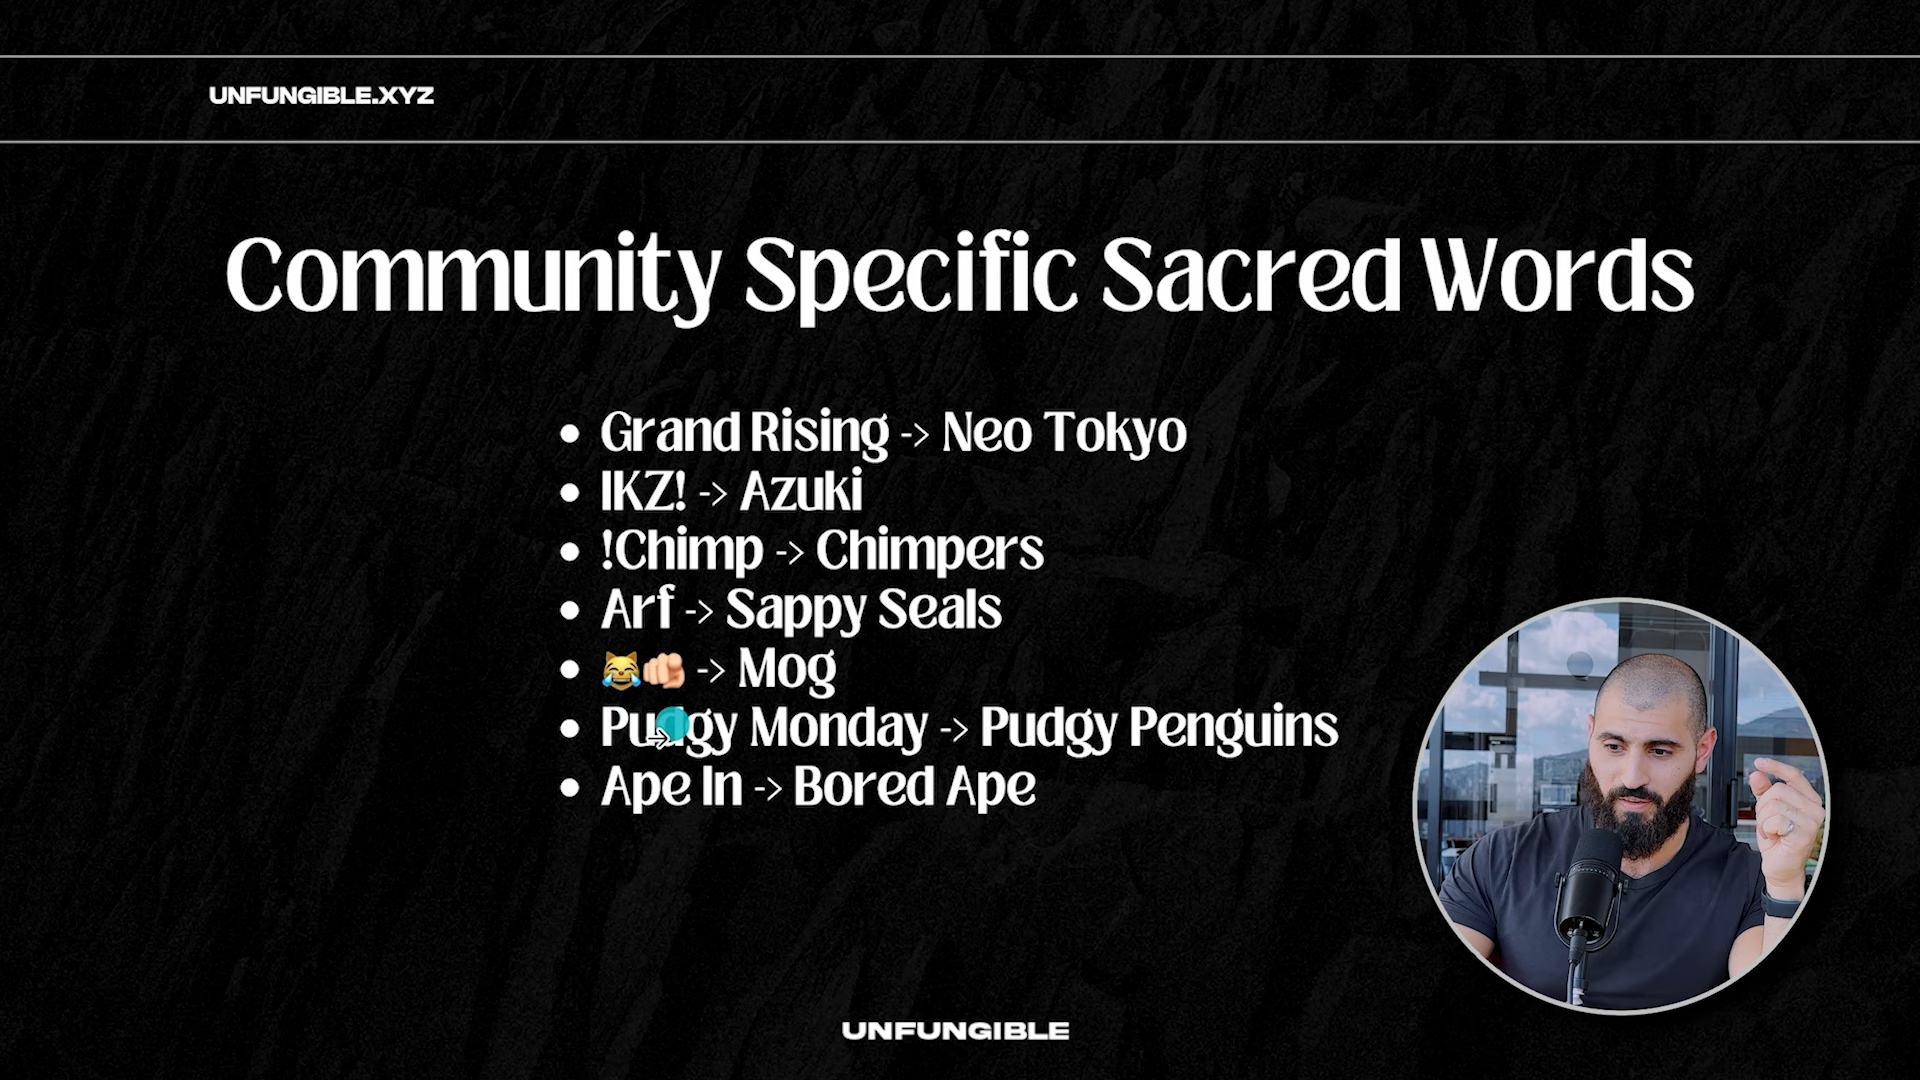 UNFUNGIBLE.XYZ
Community Specific Sacred Words
• Grand Rising -> Neo Tokyo
• IKZ! -> Azuki
• !Chimp -> Chimpers
• Arf -> Sappy Seals
• 😹🫵🏼 -> Mog
• Pudgy Monday -> Pudgy Penguins
• Ape In -> Bored Ape
UNFUNGIBLE